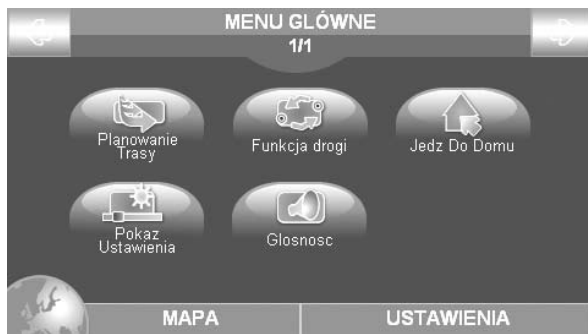 MENU GLÓWNE
1/1
Planowanie
Trasy
Funkcja drogi
Jedz Do Domu
Pokaz
Ustawienia
Glosnosc
MAPA
USTAWIENIA